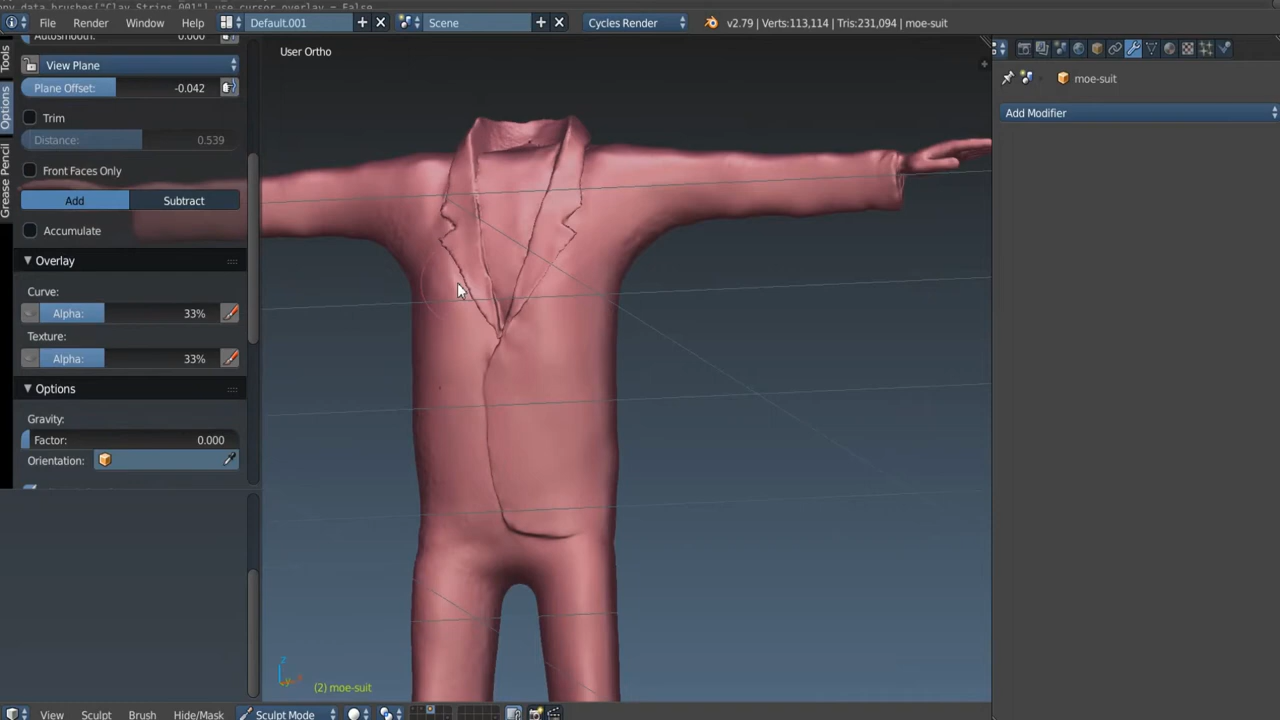 File Render Window Help Default.001 Scene Cycles Render v2.79 | Verts:113,114 | Tris:231,094 | moe-suit
Autosmooth: 0.000
View Plane
Plane Offset: -0.042
Trim
Distance: 0.539
Front Faces Only
Add Subtract
Accumulate
Overlay
Curve:
Alpha: 33%
Texture:
Alpha: 33%
Options
Gravity:
Factor: 0.000
Orientation:
Tools
Options
Grease Pencil
User Ortho
z
(2) moe-suit
View Sculpt Brush Hide/Mask Sculpt Mode
moe-suit
Add Modifier